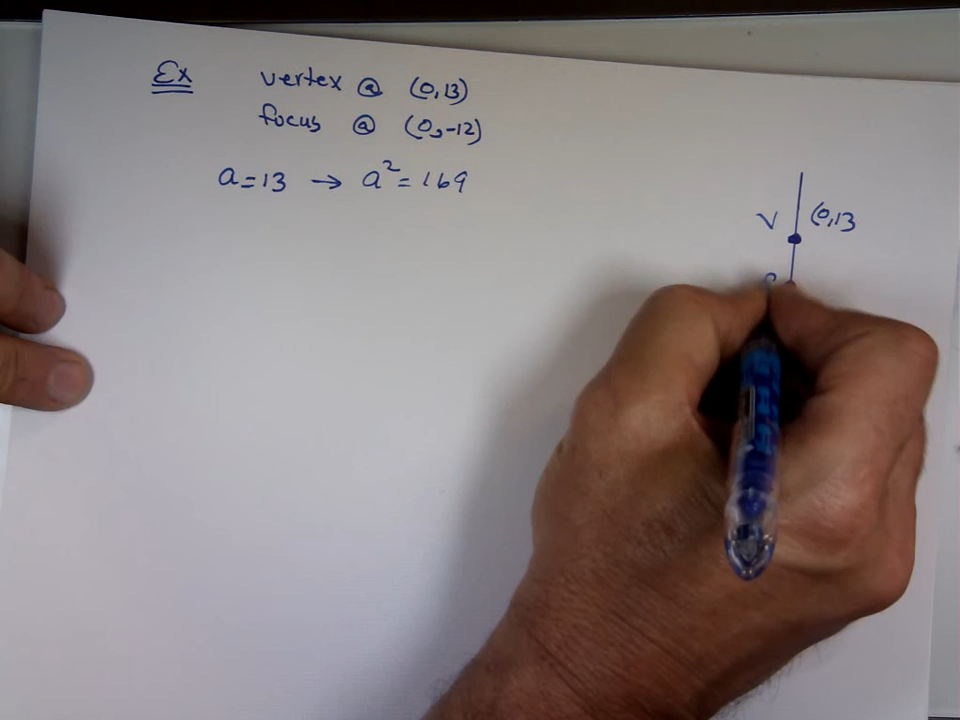 Ex vertex @ (0,13)
focus @ (0,-12)
a=13 → a²=169
V (0,13